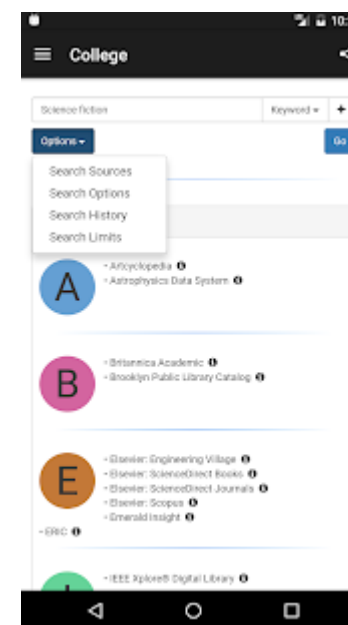 10:
College
Science fiction Keyword +
Options Go
Search Sources
Search Options
Search History
Search Limits
A
- Artcyclopedia
- Astrophysics Data System
B
- Britannica Academic
- Brooklyn Public Library Catalog
E
- Elsevier: Engineering Village
- Elsevier: ScienceDirect Books
- Elsevier: ScienceDirect Journals
- Elsevier: Scopus
- Emerald Insight
- ERIC
- IEEE Xplore® Digital Library